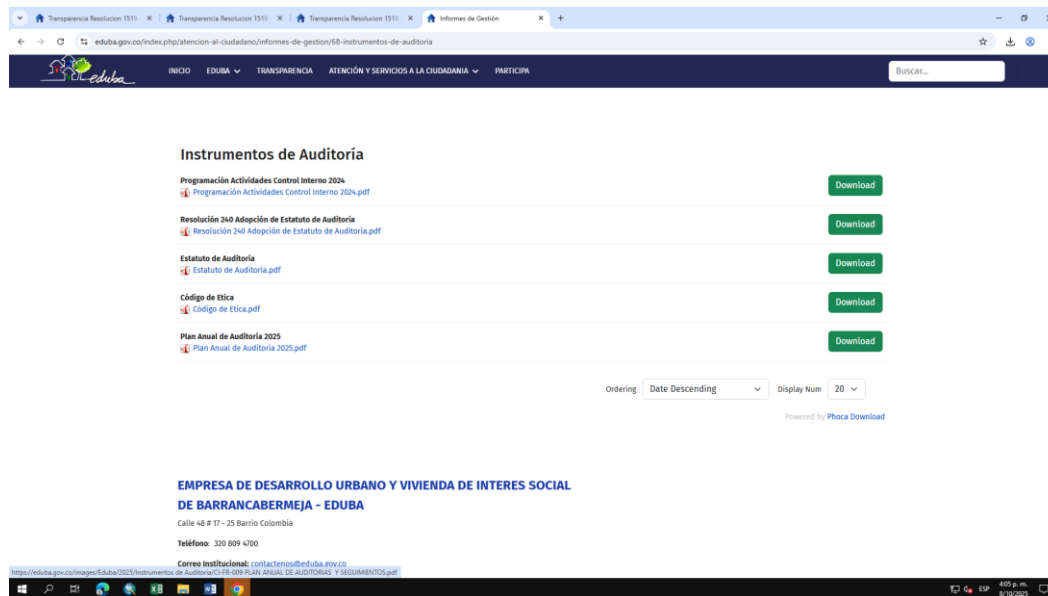 Transparencia Resolucion 1519
Transparencia Resolucion 1519
Transparencia Resolucion 1519
Informes de Gestión
eduba.gov.co/index.php/atencion-al-ciudadano/informes-de-gestion/68-instrumentos-de-auditoria
eduba
INICIO EDUBA TRANSPARENCIA ATENCIÓN Y SERVICIOS A LA CIUDADANIA PARTICIPA
Buscar...
Instrumentos de Auditoría
Programación Actividades Control Interno 2024
Programación Actividades Control Interno 2024.pdf
Download
Resolución 240 Adopción de Estatuto de Auditoría
Resolución 240 Adopción de Estatuto de Auditoría.pdf
Download
Estatuto de Auditoría
Estatuto de Auditoría.pdf
Download
Código de Etica
Código de Etica.pdf
Download
Plan Anual de Auditoria 2025
Plan Anual de Auditoria 2025.pdf
Download
Ordering Date Descending Display Num 20
Powered by Phoca Download
EMPRESA DE DESARROLLO URBANO Y VIVIENDA DE INTERES SOCIAL
DE BARRANCABERMEJA - EDUBA
Calle 48 # 17 - 25 Barrio Colombia
Teléfono: 320 809 4700
Correo Institucional: contactenos@eduba.gov.co
https://eduba.gov.co/images/Eduba/2025/Instrumentos de Auditoria/CI-FR-009 PLAN ANUAL DE AUDITORIAS Y SEGUIMIENTOS.pdf
ESP
4:05 p. m.
8/10/2025